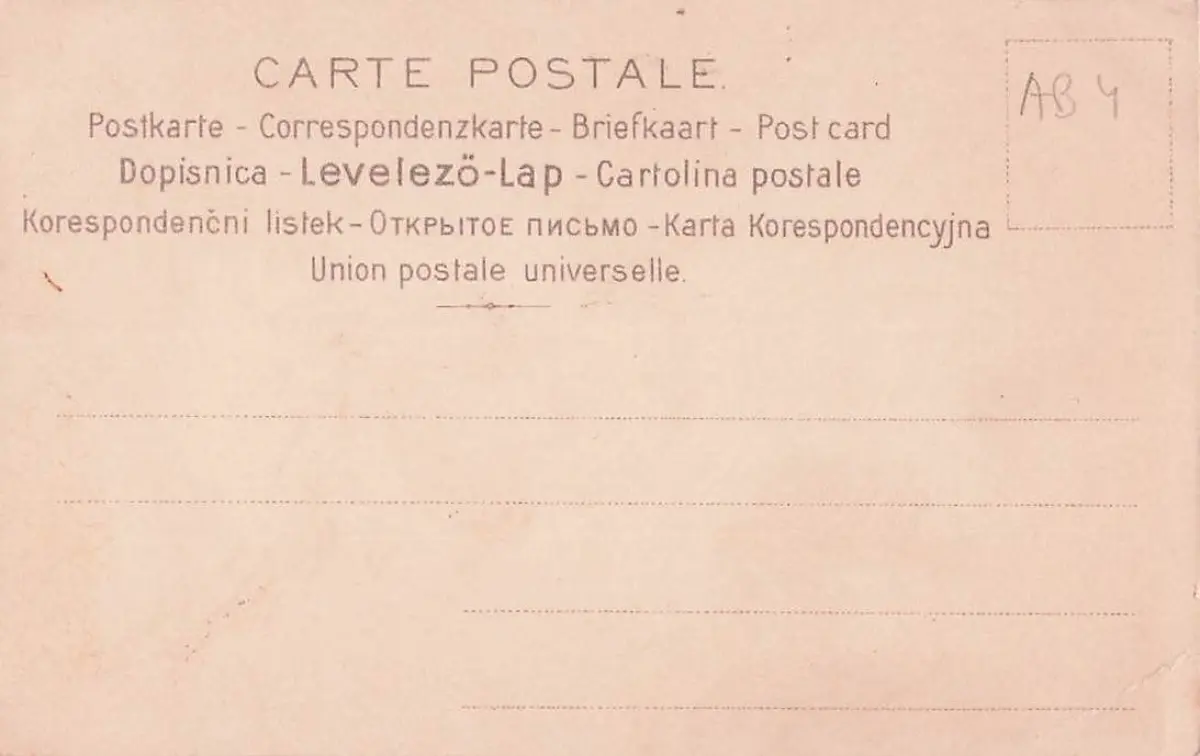 CARTE POSTALE.
AB 4
Postkarte - Correspondenzkarte - Briefkaart - Post card
Dopisnica - Levelező-Lap - Cartolina postale
Korespondenčni listek - Открытое письмо - Karta Korespondencyjna
Union postale universelle.